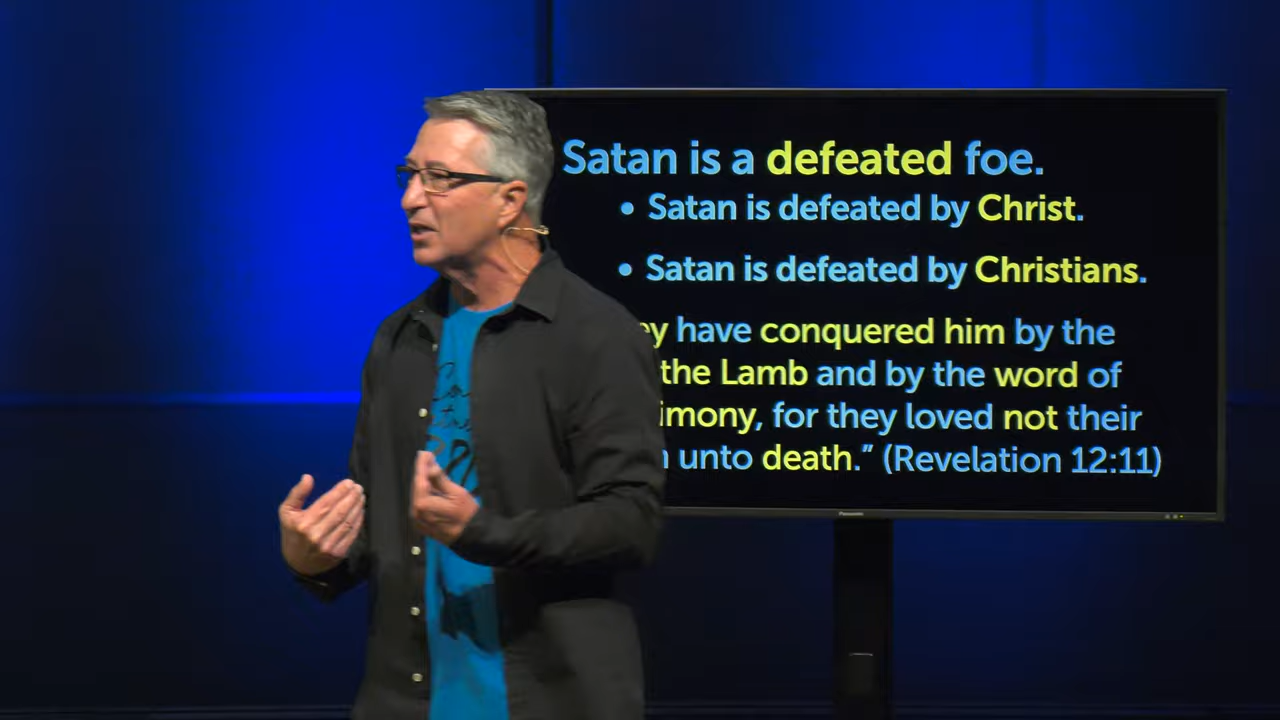 Satan is a defeated foe.
• Satan is defeated by Christ.
• Satan is defeated by Christians.
have conquered him by the
the Lamb and by the word of
for they loved not their
unto death.” (Revelation 12:11)
Panasonic